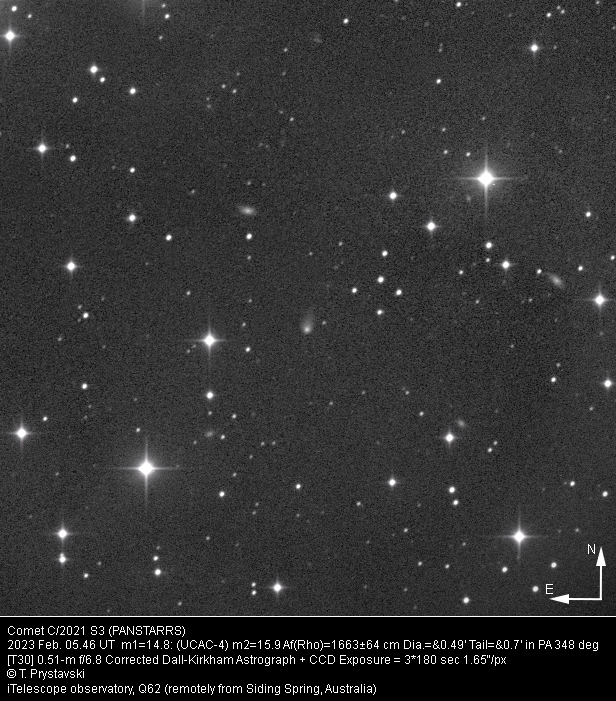 N
E
Comet C/2021 S3 (PANSTARRS)
2023 Feb. 05.46 UT  m1=14.8: (UCAC-4) m2=15.9 Af(Rho)=1663±64 cm Dia.=&0.49' Tail=&0.7' in PA 348 deg
[T30] 0.51-m f/6.8 Corrected Dall-Kirkham Astrograph + CCD Exposure = 3*180 sec 1.65"/px
© T. Prystavski
iTelescope observatory, Q62 (remotely from Siding Spring, Australia)